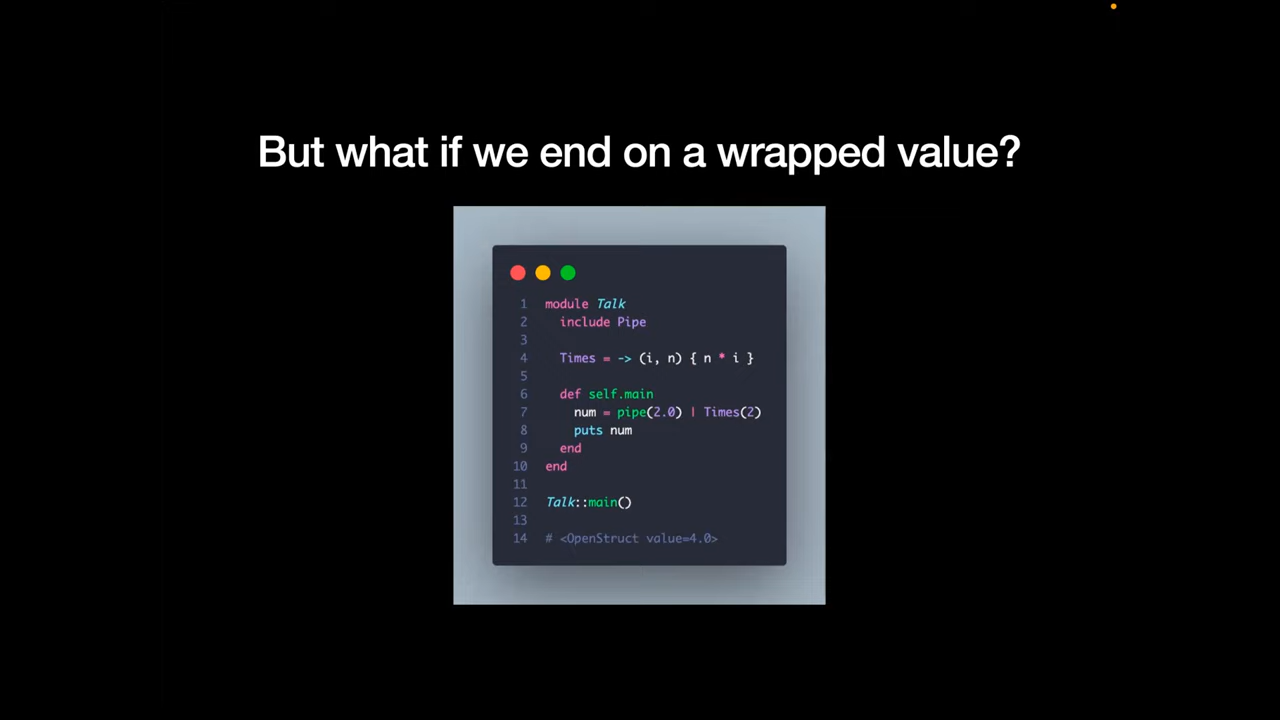 But what if we end on a wrapped value?
1 module Talk
2   include Pipe
3
4   Times = -> (i, n) { n * i }
5
6   def self.main
7     num = pipe(2.0) | Times(2)
8     puts num
9   end
10 end
11
12 Talk::main()
13
14 # <OpenStruct value=4.0>